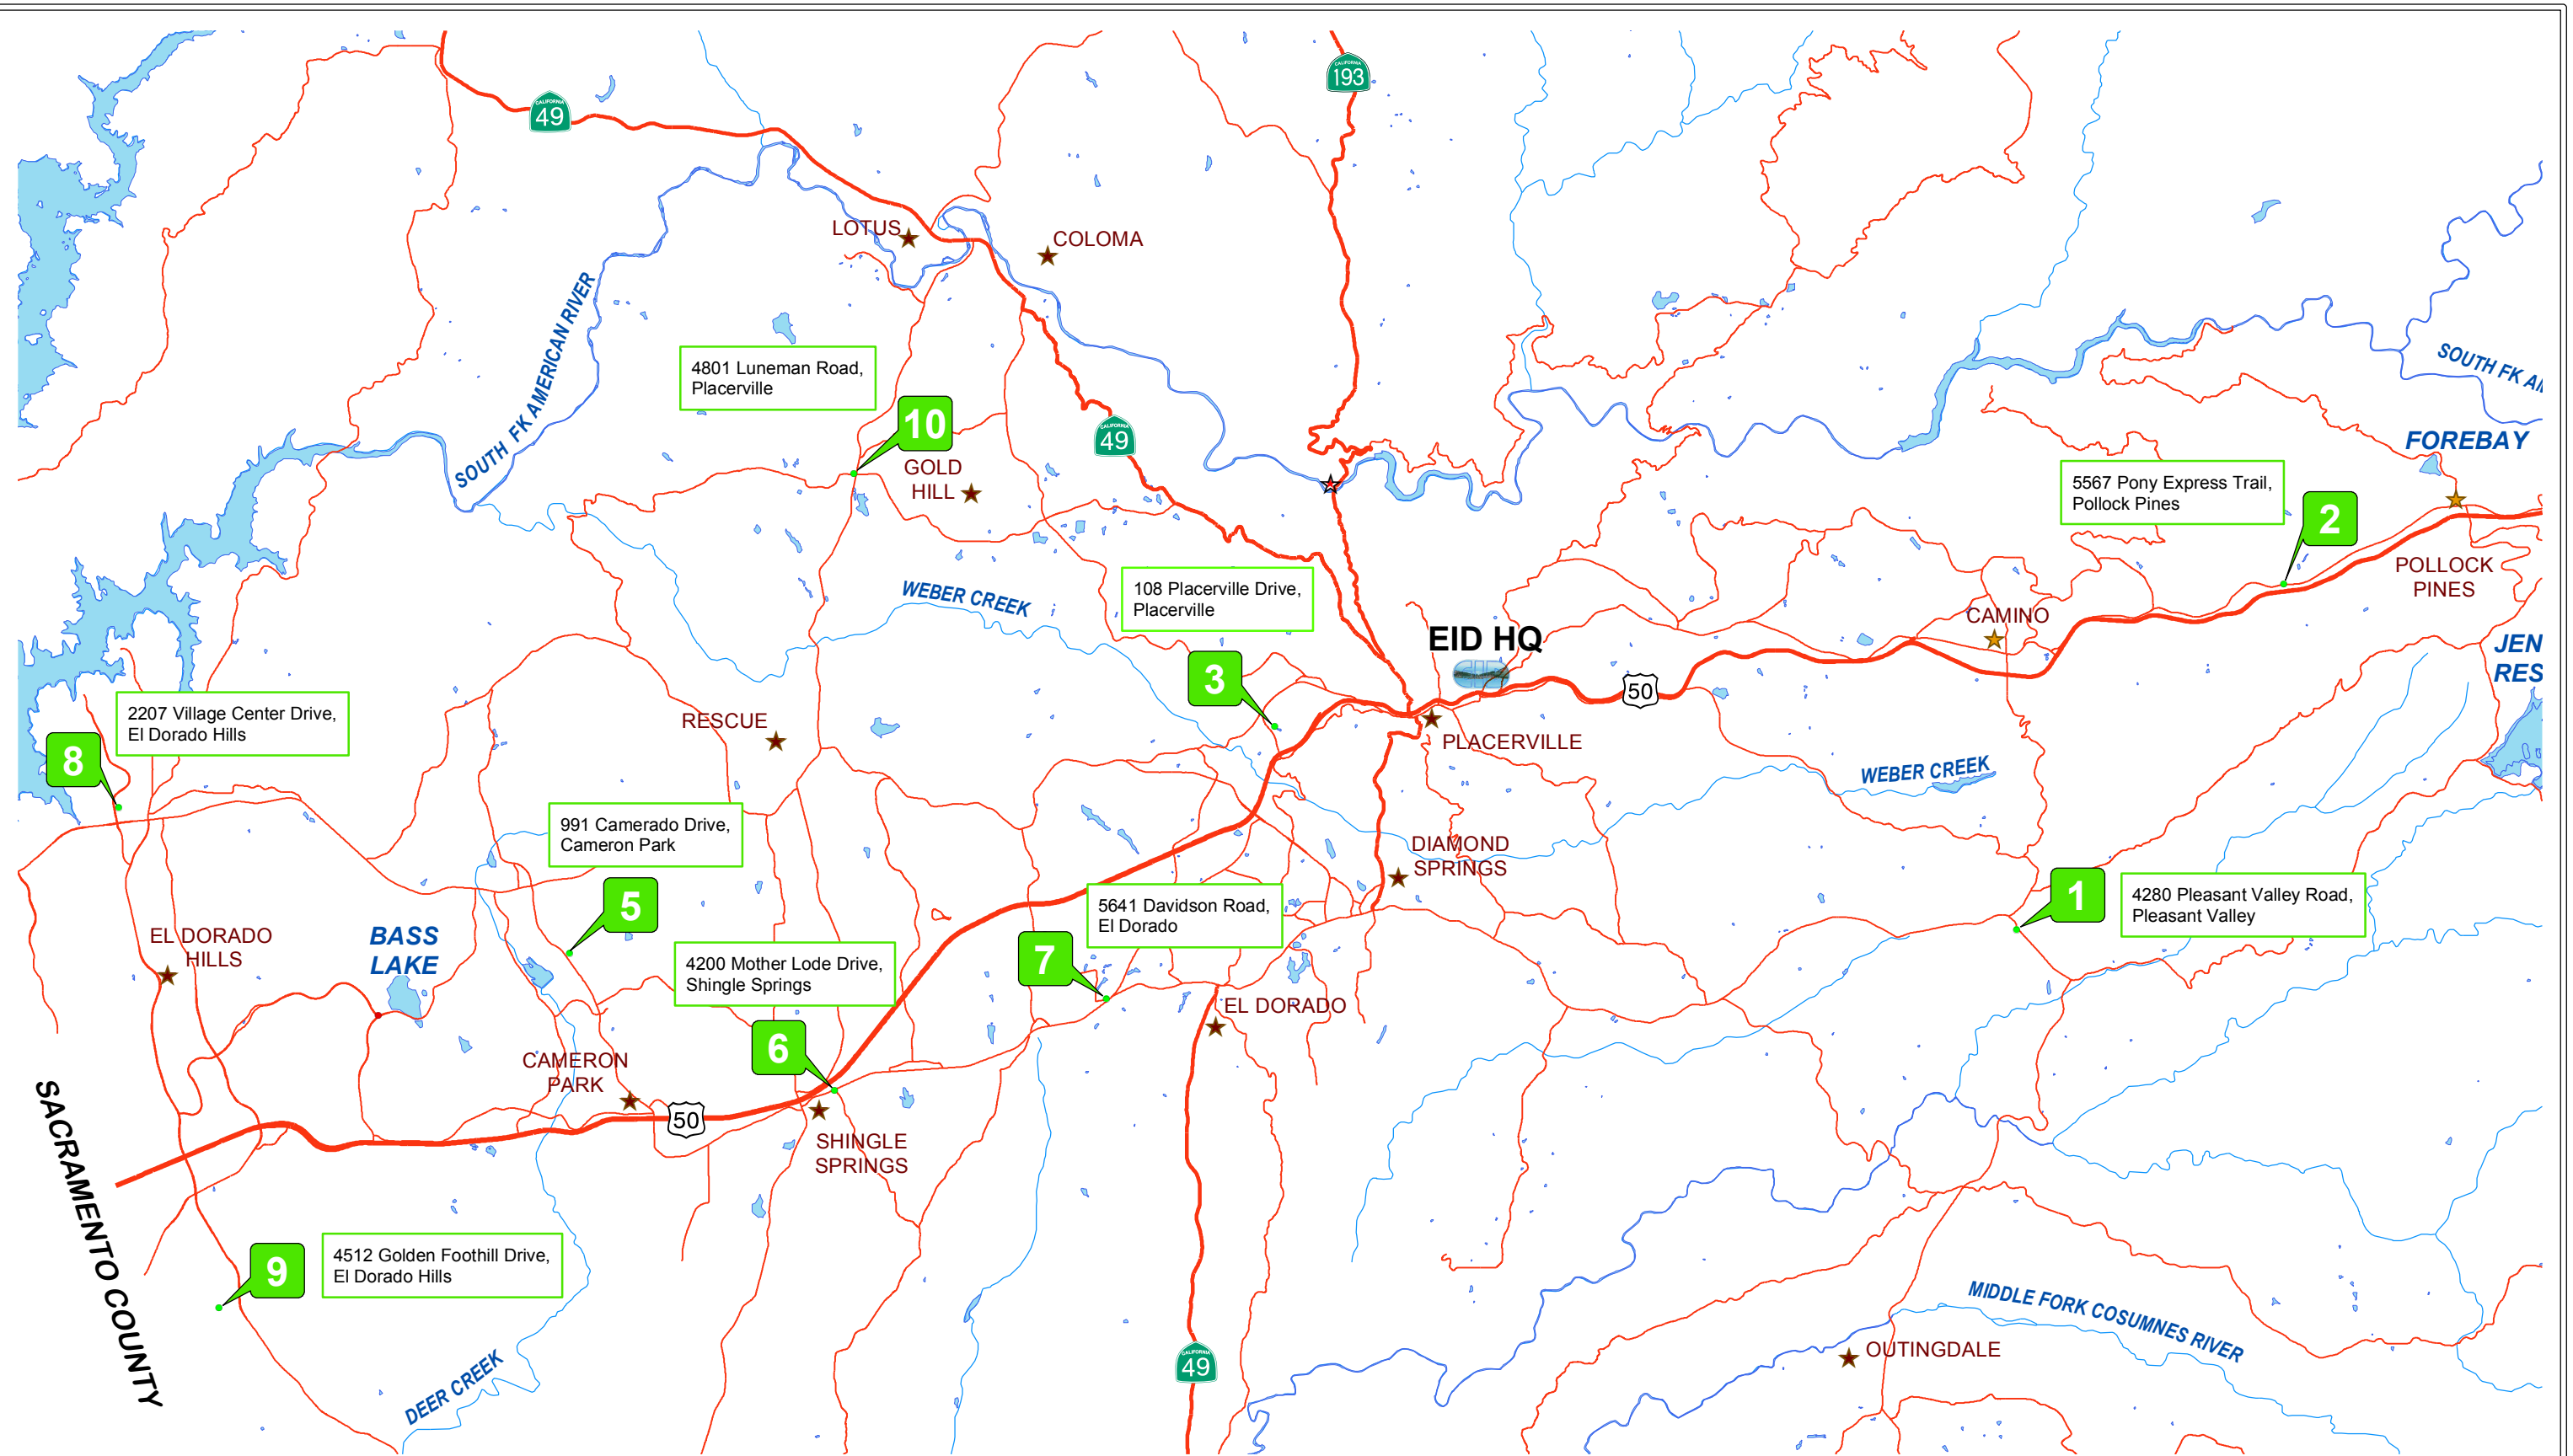 CALIFORNIA
49
CALIFORNIA
193
LOTUS
COLOMA
SOUTH FK AMERICAN RIVER
4801 Luneman Road,
Placerville
10
GOLD
HILL
CALIFORNIA
49
SOUTH FK AM
FOREBAY
5567 Pony Express Trail,
Pollock Pines
2
POLLOCK
PINES
WEBER CREEK
108 Placerville Drive,
Placerville
EID HQ
EID
CAMINO
JEN
RES
3
50
2207 Village Center Drive,
El Dorado Hills
8
RESCUE
PLACERVILLE
WEBER CREEK
991 Camerado Drive,
Cameron Park
5
DIAMOND
SPRINGS
1
4280 Pleasant Valley Road,
Pleasant Valley
5641 Davidson Road,
El Dorado
7
EL DORADO
HILLS
BASS
LAKE
4200 Mother Lode Drive,
Shingle Springs
6
EL DORADO
CAMERON
PARK
50
SHINGLE
SPRINGS
SACRAMENTO COUNTY
9
4512 Golden Foothill Drive,
El Dorado Hills
DEER CREEK
CALIFORNIA
49
MIDDLE FORK COSUMNES RIVER
OUTINGDALE